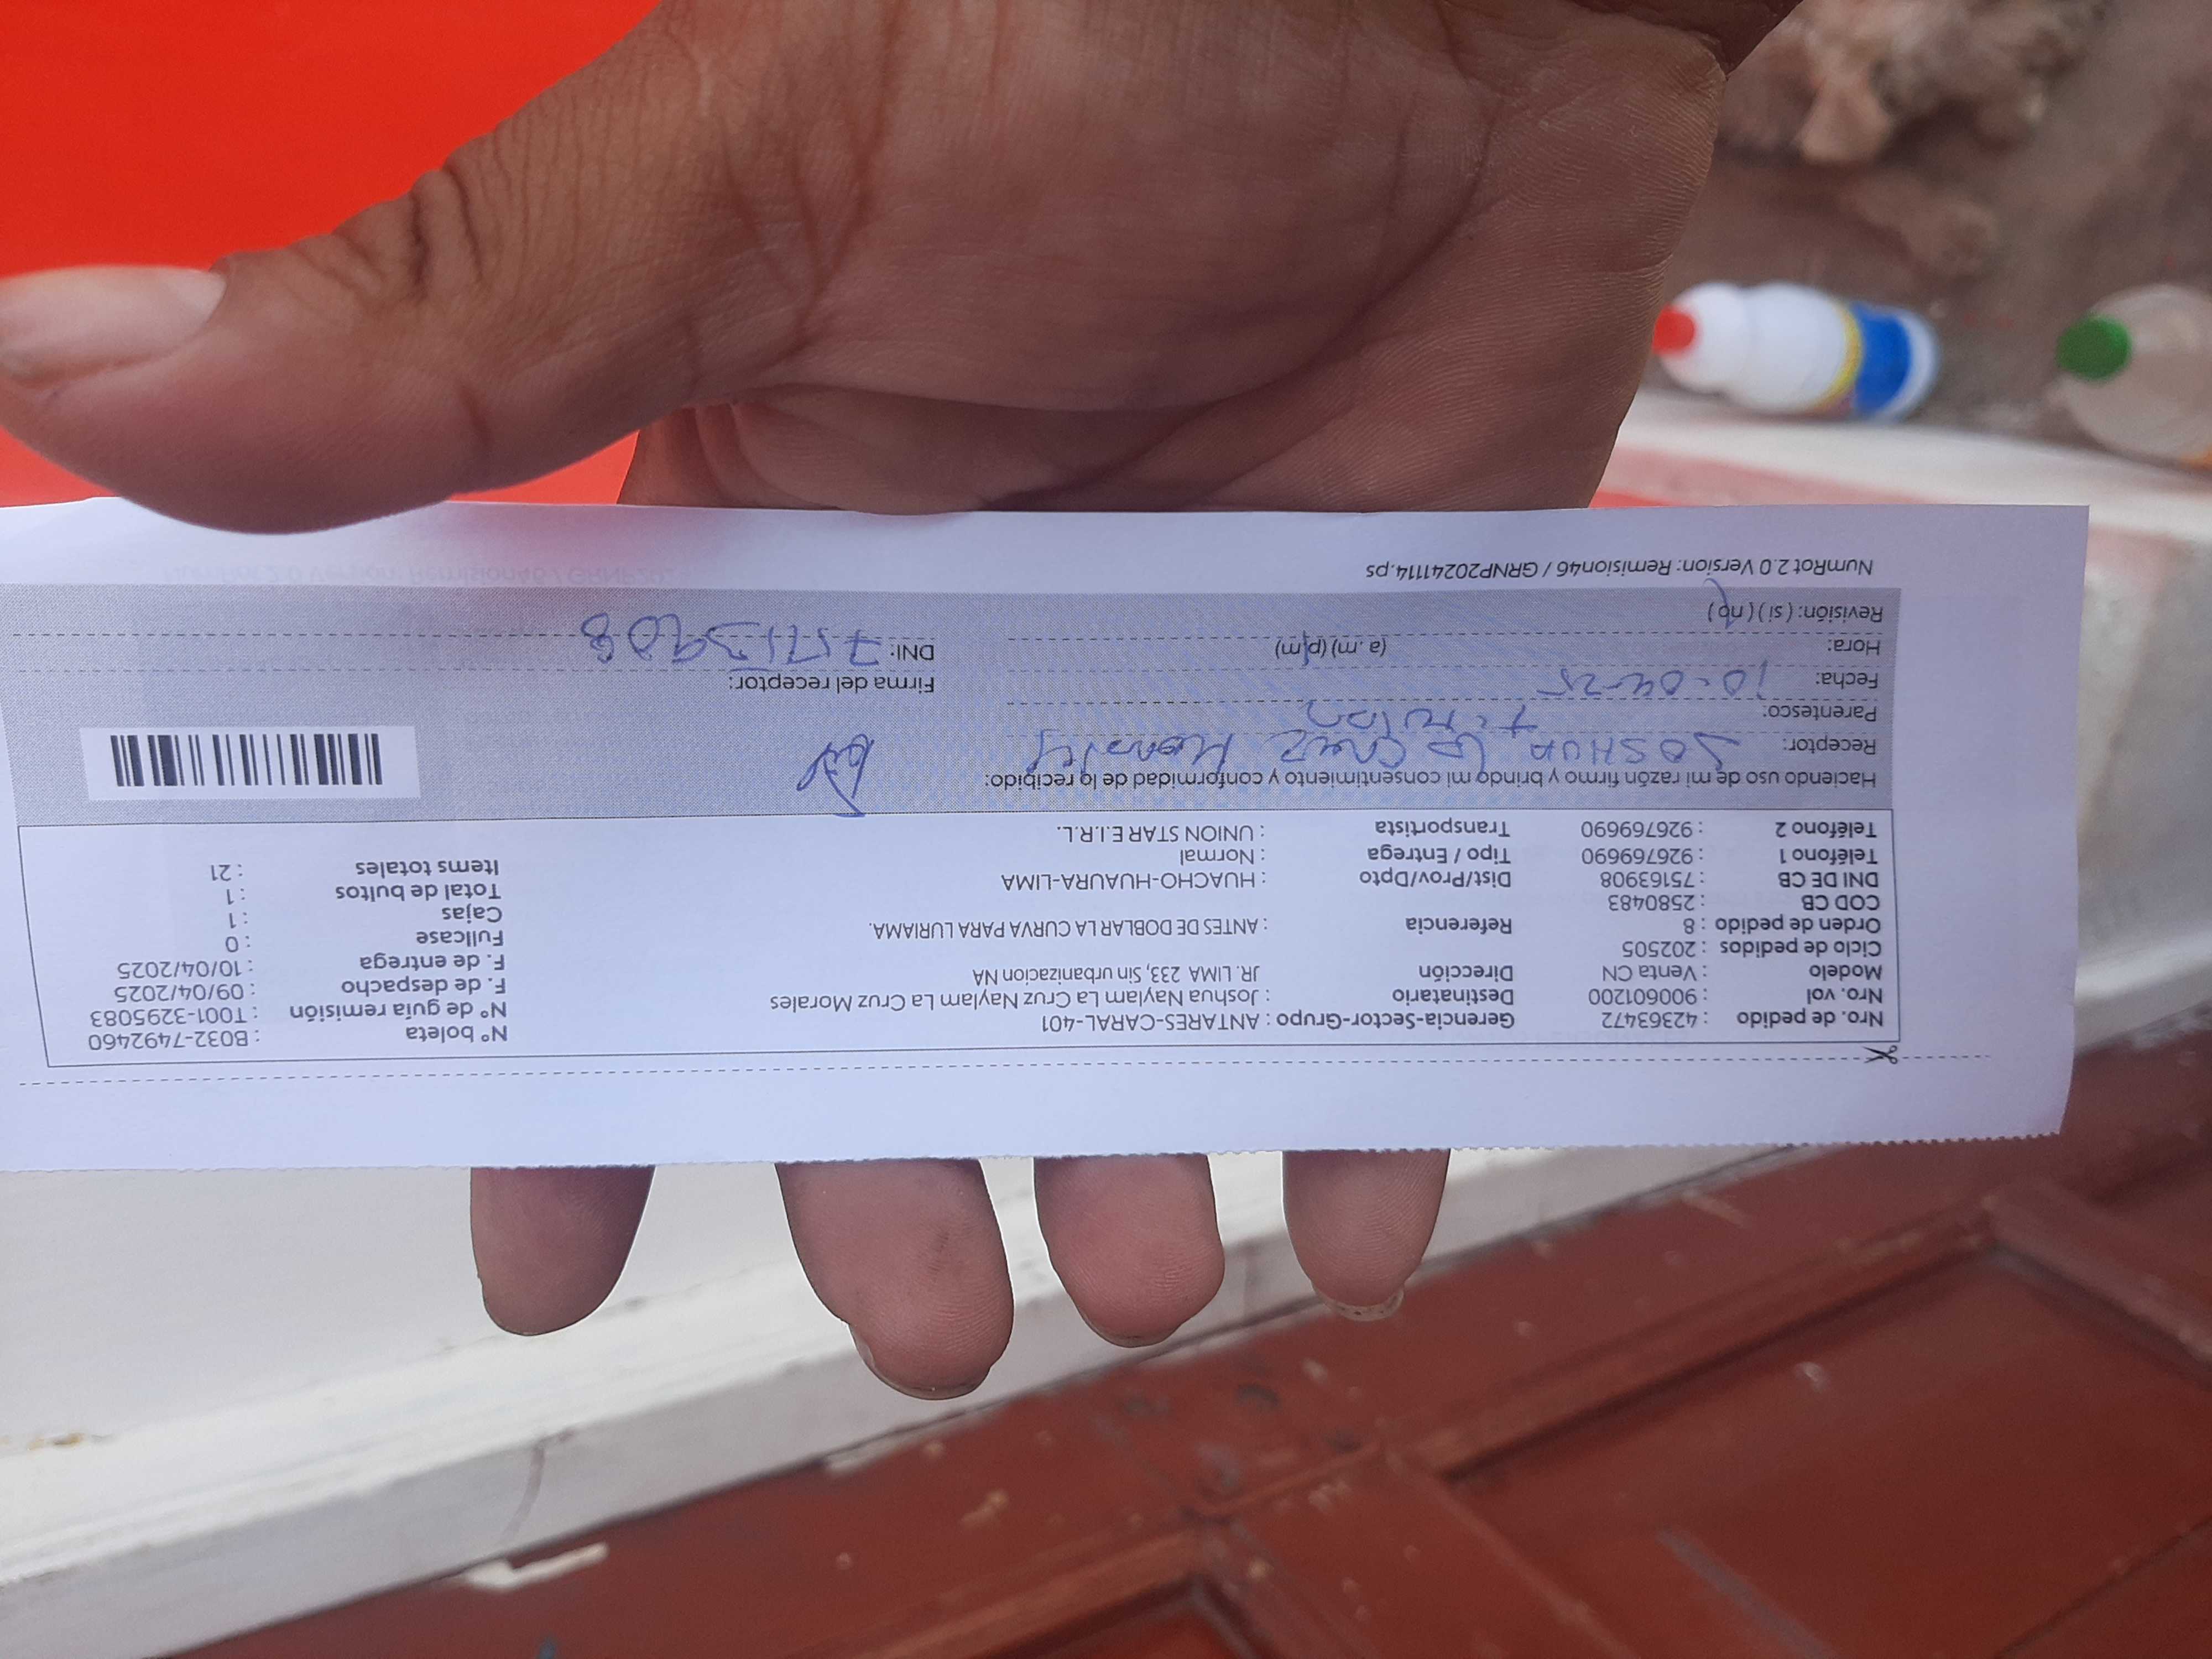 Nro. de pedido : 42363472 Gerencia-Sector-Grupo : ANTARES-CARAL-401 Nº boleta : B032-7492460
Nro. vol : 900601200 Destinatario : Joshua La Cruz Naylam La Cruz Naylam La Cruz Morales Nº de guia remisión : T001-3295083
Modelo : Venta CN Dirección JR. LIMA 233, Sin urbanizacion NA F. de despacho : 09/04/2025
Ciclo de pedidos : 202505 F. de entrega : 10/04/2025
Orden de pedido : 8 Referencia : ANTES DE DOBLAR LA CURVA PARA LURIAMA. Fullcase : 0
COD CB : 2580483 Cajas : 1
DNI DE CB : 75163908 Dist/Prov/Dpto : HUACHO-HUAURA-LIMA Total de bultos : 1
Teléfono 1 : 926769690 Tipo / Entrega : Normal Items totales : 21
Teléfono 2 : 926769690 Transportista : UNION STAR E.I.R.L.
Haciendo uso de mi razón firmo y brindo mi consentimiento y conformidad de lo recibido:
Receptor: JOSHUA La Cruz Morales
Parentesco: titular
Fecha: 10-04-25 Firma del receptor:
Hora: (a.m) (p.m) DNI:
Revisión: (si) (no)
NumRot 2.0 Version: Remision46 / GRNP20241114.ps